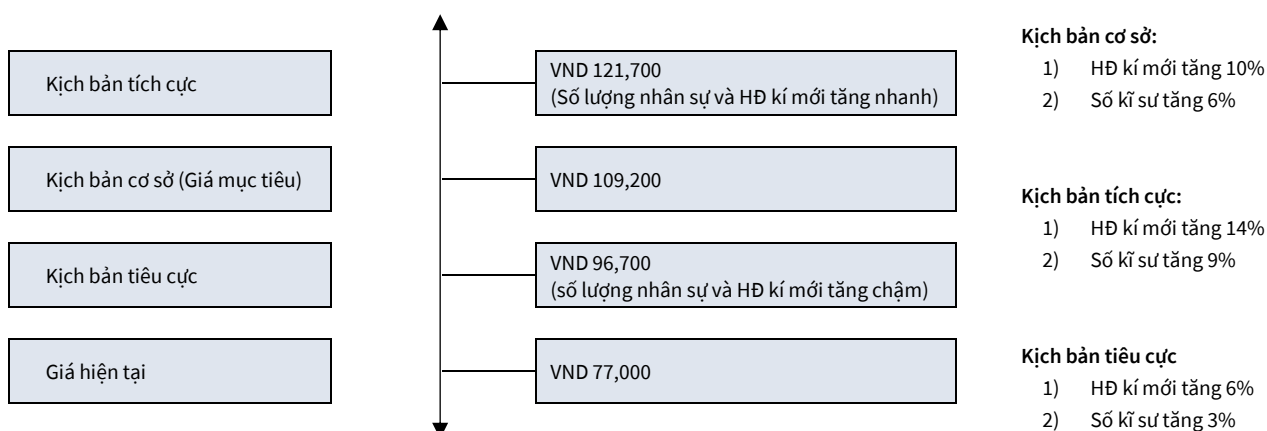 Kịch bản tích cực
VND 121,700
(Số lượng nhân sự và HĐ kí mới tăng nhanh)
Kịch bản cơ sở (Giá mục tiêu)
VND 109,200
Kịch bản tiêu cực
VND 96,700
(số lượng nhân sự và HĐ kí mới tăng chậm)
Giá hiện tại
VND 77,000
Kịch bản cơ sở:
1) HĐ kí mới tăng 10%
2) Số kĩ sư tăng 6%
Kịch bản tích cực:
1) HĐ kí mới tăng 14%
2) Số kĩ sư tăng 9%
Kịch bản tiêu cực
1) HĐ kí mới tăng 6%
2) Số kĩ sư tăng 3%